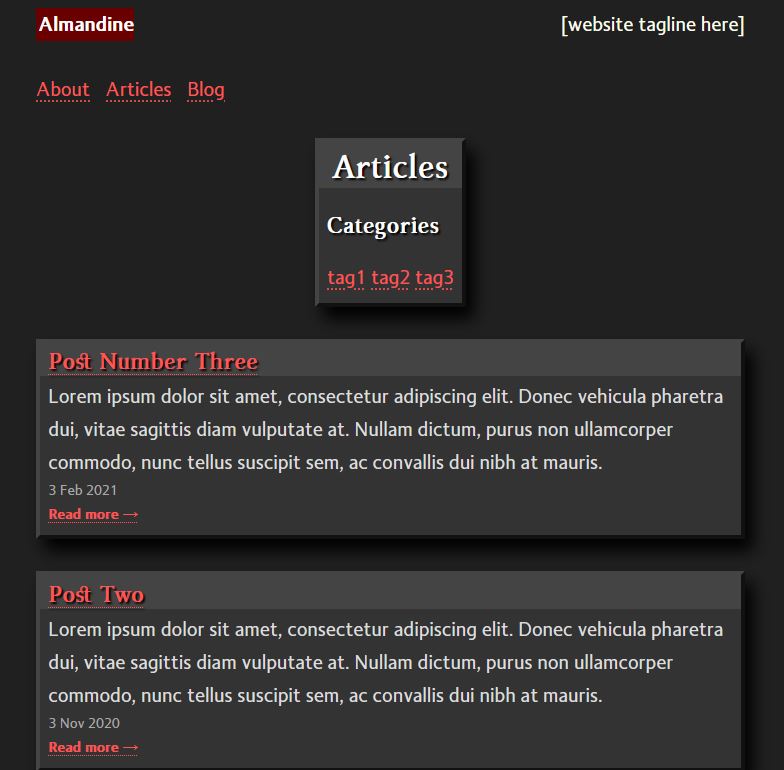 Almandine [website tagline here]
About Articles Blog
Articles
Categories
tag1 tag2 tag3
Post Number Three
Lorem ipsum dolor sit amet, consectetur adipiscing elit. Donec vehicula pharetra
dui, vitae sagittis diam vulputate at. Nullam dictum, purus non ullamcorper
commodo, nunc tellus suscipit sem, ac convallis dui nibh at mauris.
3 Feb 2021
Read more →
Post Two
Lorem ipsum dolor sit amet, consectetur adipiscing elit. Donec vehicula pharetra
dui, vitae sagittis diam vulputate at. Nullam dictum, purus non ullamcorper
commodo, nunc tellus suscipit sem, ac convallis dui nibh at mauris.
3 Nov 2020
Read more →